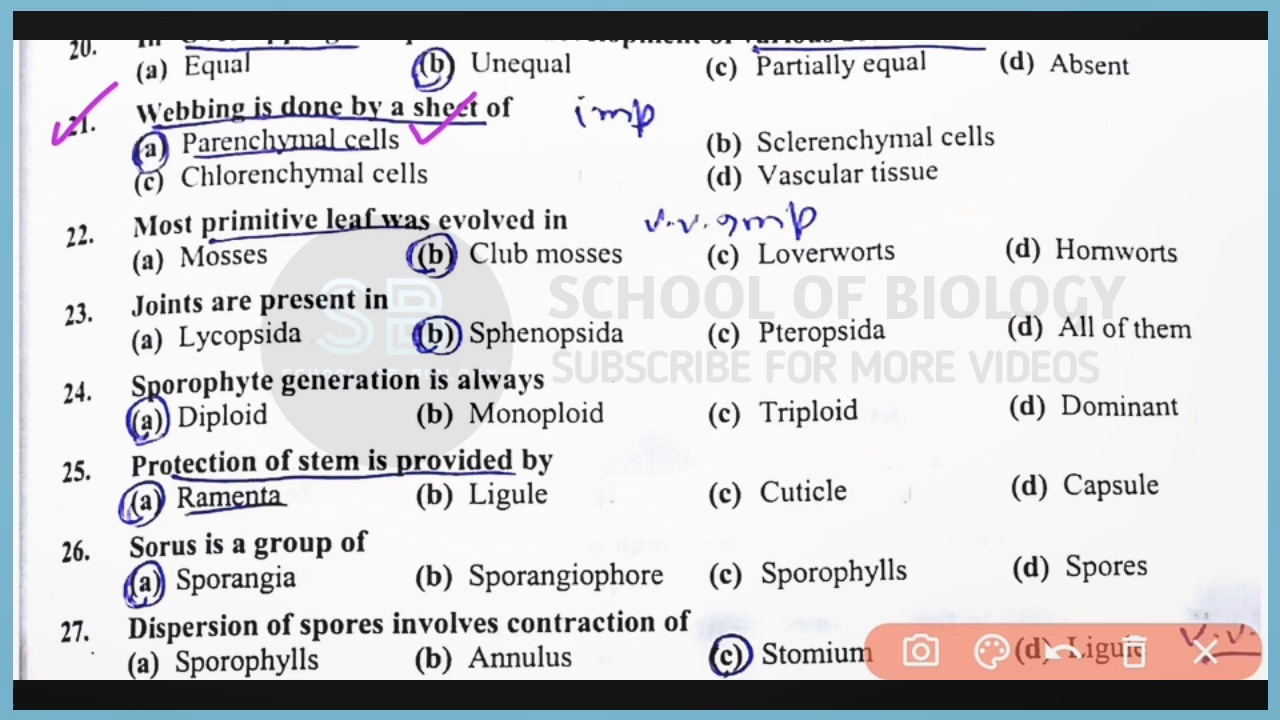 20.
(a) Equal (b) Unequal (c) Partially equal (d) Absent
21. Webbing is done by a sheet of imp
(a) Parenchymal cells (b) Sclerenchymal cells
(c) Chlorenchymal cells (d) Vascular tissue
22. Most primitive leaf was evolved in v.v.imp
(a) Mosses (b) Club mosses (c) Loverworts (d) Hornworts
SB SCHOOL OF BIOLOGY
23. Joints are present in
(a) Lycopsida (b) Sphenopsida (c) Pteropsida (d) All of them
SUBSCRIBE FOR MORE VIDEOS
24. Sporophyte generation is always
(a) Diploid (b) Monoploid (c) Triploid (d) Dominant
25. Protection of stem is provided by
(a) Ramenta (b) Ligule (c) Cuticle (d) Capsule
26. Sorus is a group of
(a) Sporangia (b) Sporangiophore (c) Sporophylls (d) Spores
27. Dispersion of spores involves contraction of
(a) Sporophylls (b) Annulus (c) Stomium (d) Ligule v.v.